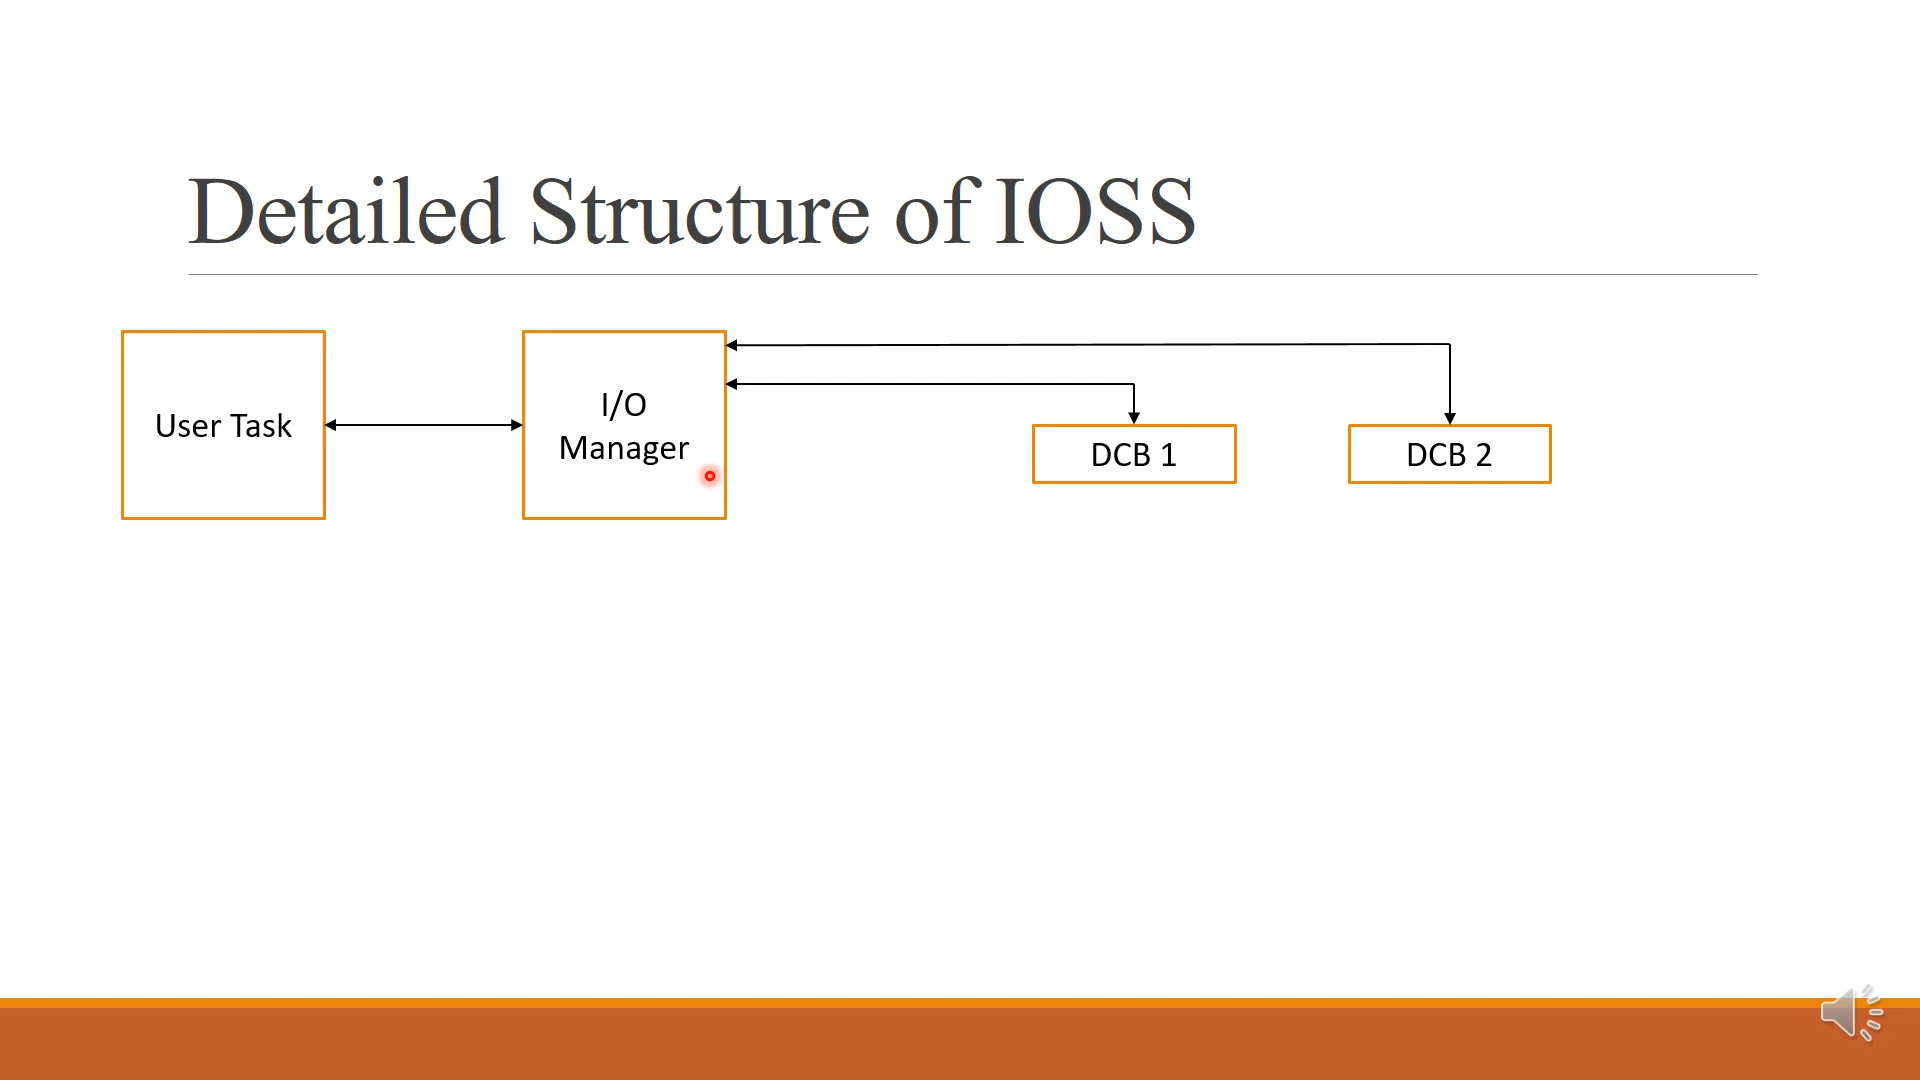 Detailed Structure of IOSS
User Task
I/O
Manager
DCB 1
DCB 2